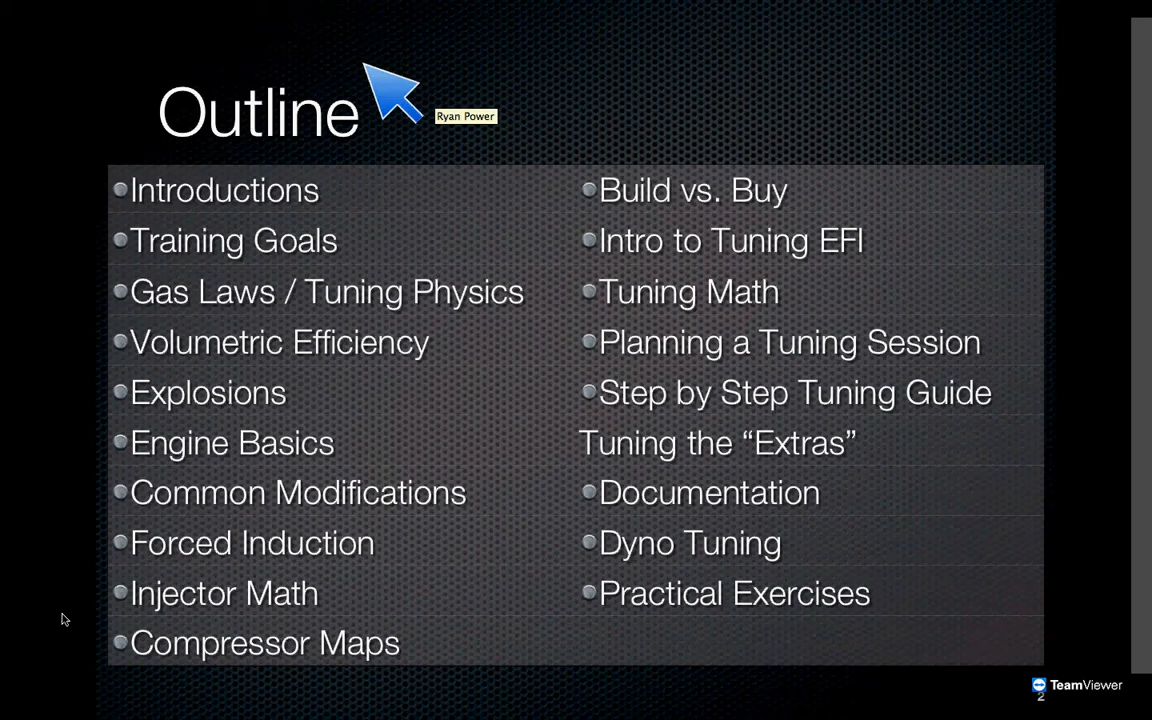 Outline
Ryan Power
Introductions
Training Goals
Gas Laws / Tuning Physics
Volumetric Efficiency
Explosions
Engine Basics
Common Modifications
Forced Induction
Injector Math
Compressor Maps
Build vs. Buy
Intro to Tuning EFI
Tuning Math
Planning a Tuning Session
Step by Step Tuning Guide
Tuning the “Extras”
Documentation
Dyno Tuning
Practical Exercises
TeamViewer
2